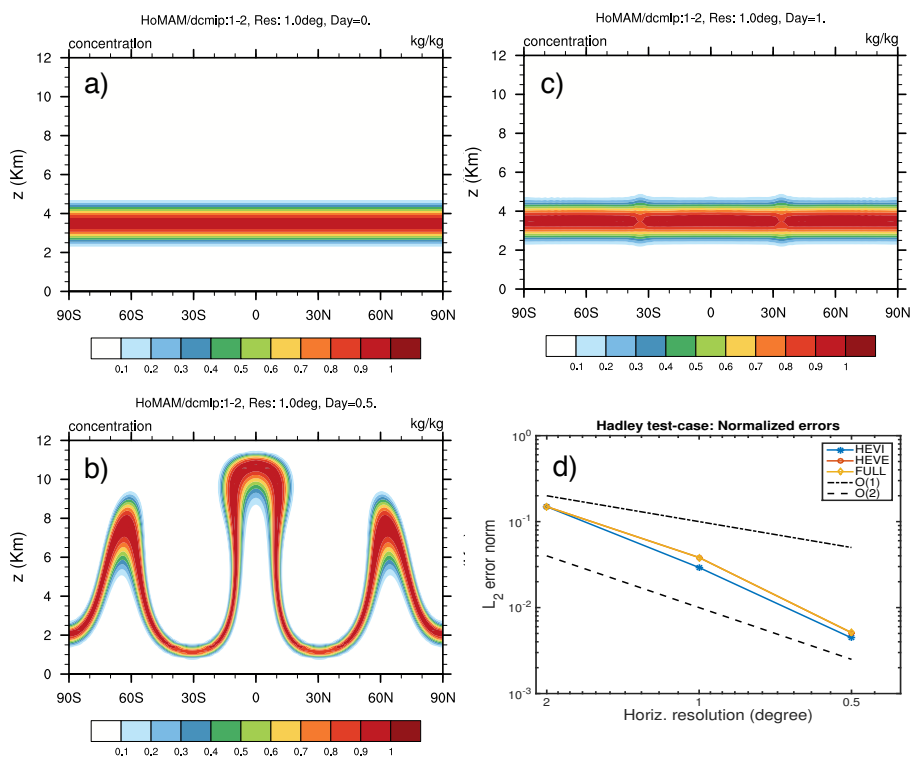 HoMAM/dcmip:1-2, Res: 1.0deg, Day=0.
concentration kg/kg
a)
z (Km)
12
10
8
6
4
2
0
90S 60S 30S 0 30N 60N 90N
0.1 0.2 0.3 0.4 0.5 0.6 0.7 0.8 0.9 1
HoMAM/dcmip:1-2, Res: 1.0deg, Day=1.
concentration kg/kg
c)
z (Km)
12
10
8
6
4
2
0
90S 60S 30S 0 30N 60N 90N
0.1 0.2 0.3 0.4 0.5 0.6 0.7 0.8 0.9 1
HoMAM/dcmip:1-2, Res: 1.0deg, Day=0.5.
concentration kg/kg
b)
z (Km)
12
10
8
6
4
2
0
90S 60S 30S 0 30N 60N 90N
0.1 0.2 0.3 0.4 0.5 0.6 0.7 0.8 0.9 1
Hadley test-case: Normalized errors
d)
HEVI
HEVE
FULL
O(1)
O(2)
L2 error norm
10^0
10^-1
10^-2
10^-3
2 1 0.5
Horiz. resolution (degree)